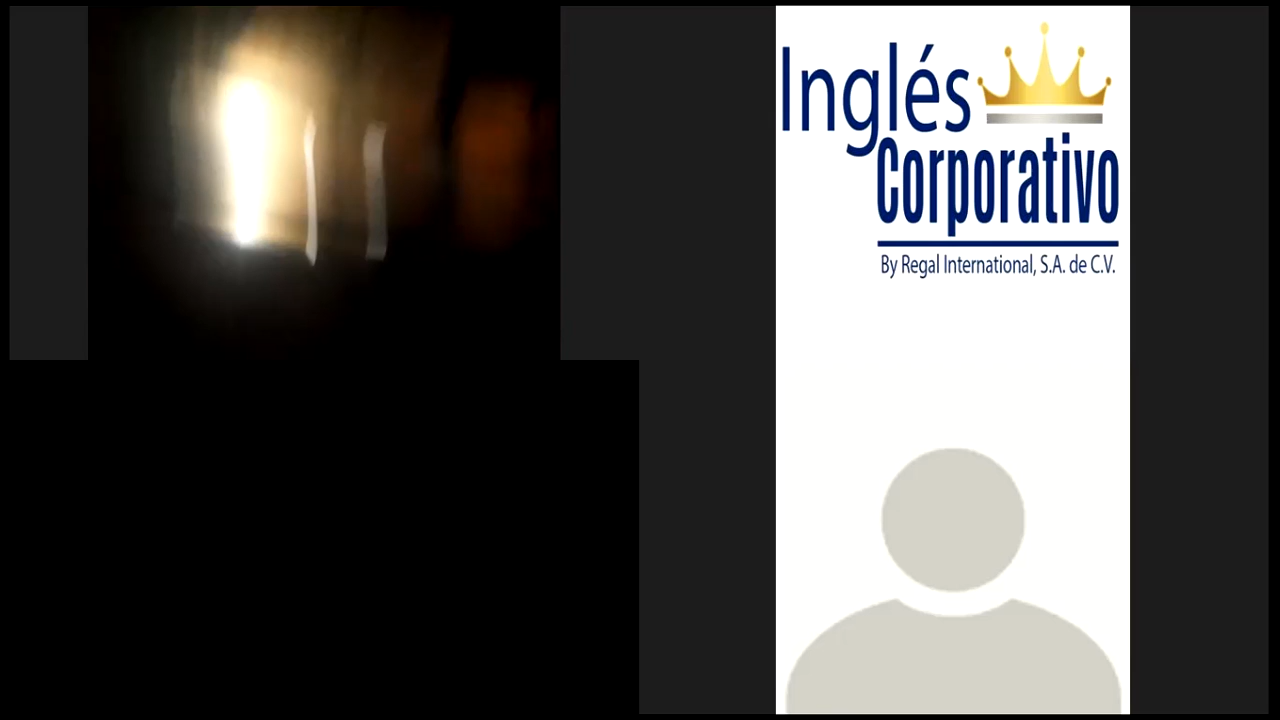 Inglés
Corporativo
By Regal International, S.A. de C.V.